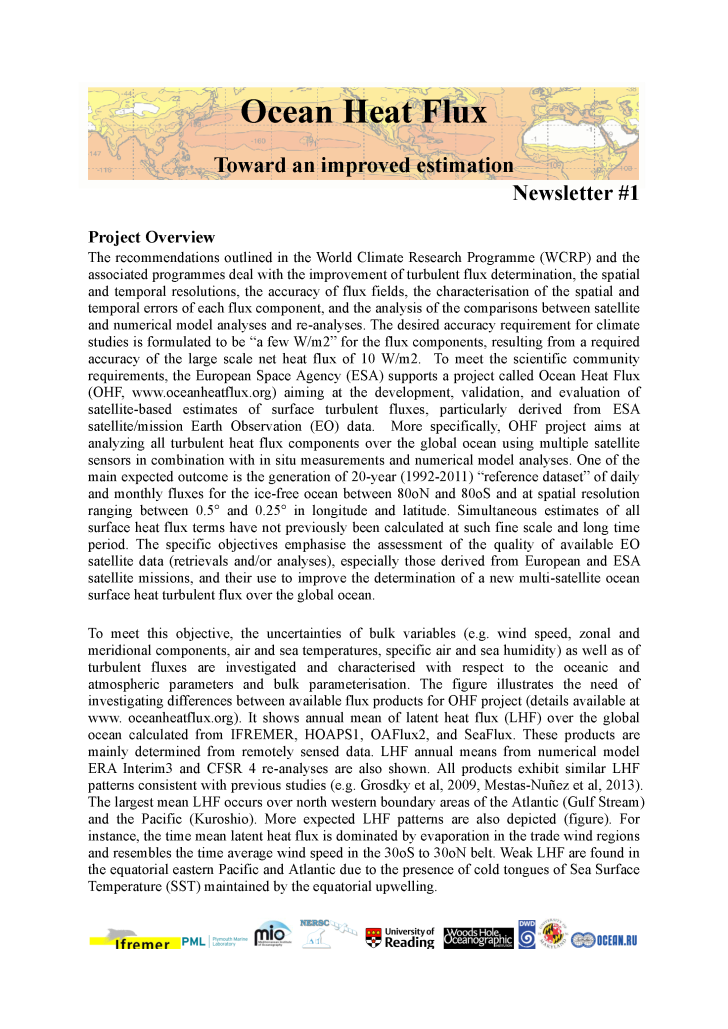 Ocean Heat Flux
Toward an improved estimation
Newsletter #1
Project Overview
The recommendations outlined in the World Climate Research Programme (WCRP) and the
associated programmes deal with the improvement of turbulent flux determination, the spatial
and temporal resolutions, the accuracy of flux fields, the characterisation of the spatial and
temporal errors of each flux component, and the analysis of the comparisons between satellite
and numerical model analyses and re-analyses. The desired accuracy requirement for climate
studies is formulated to be “a few W/m2” for the flux components, resulting from a required
accuracy of the large scale net heat flux of 10 W/m2. To meet the scientific community
requirements, the European Space Agency (ESA) supports a project called Ocean Heat Flux
(OHF, www.oceanheatflux.org) aiming at the development, validation, and evaluation of
satellite-based estimates of surface turbulent fluxes, particularly derived from ESA
satellite/mission Earth Observation (EO) data. More specifically, OHF project aims at
analyzing all turbulent heat flux components over the global ocean using multiple satellite
sensors in combination with in situ measurements and numerical model analyses. One of the
main expected outcome is the generation of 20-year (1992-2011) “reference dataset” of daily
and monthly fluxes for the ice-free ocean between 80oN and 80oS and at spatial resolution
ranging between 0.5° and 0.25° in longitude and latitude. Simultaneous estimates of all
surface heat flux terms have not previously been calculated at such fine scale and long time
period. The specific objectives emphasise the assessment of the quality of available EO
satellite data (retrievals and/or analyses), especially those derived from European and ESA
satellite missions, and their use to improve the determination of a new multi-satellite ocean
surface heat turbulent flux over the global ocean.
To meet this objective, the uncertainties of bulk variables (e.g. wind speed, zonal and
meridional components, air and sea temperatures, specific air and sea humidity) as well as of
turbulent fluxes are investigated and characterised with respect to the oceanic and
atmospheric parameters and bulk parameterisation. The figure illustrates the need of
investigating differences between available flux products for OHF project (details available at
www. oceanheatflux.org). It shows annual mean of latent heat flux (LHF) over the global
ocean calculated from IFREMER, HOAPS1, OAFlux2, and SeaFlux. These products are
mainly determined from remotely sensed data. LHF annual means from numerical model
ERA Interim3 and CFSR 4 re-analyses are also shown. All products exhibit similar LHF
patterns consistent with previous studies (e.g. Grosdky et al, 2009, Mestas-Nuñez et al, 2013).
The largest mean LHF occurs over north western boundary areas of the Atlantic (Gulf Stream)
and the Pacific (Kuroshio). More expected LHF patterns are also depicted (figure). For
instance, the time mean latent heat flux is dominated by evaporation in the trade wind regions
and resembles the time average wind speed in the 30oS to 30oN belt. Weak LHF are found in
the equatorial eastern Pacific and Atlantic due to the presence of cold tongues of Sea Surface
Temperature (SST) maintained by the equatorial upwelling.
Ifremer PML Plymouth Marine Laboratory mio NERSC University of Reading Woods Hole Oceanographic DWD OCEAN.RU